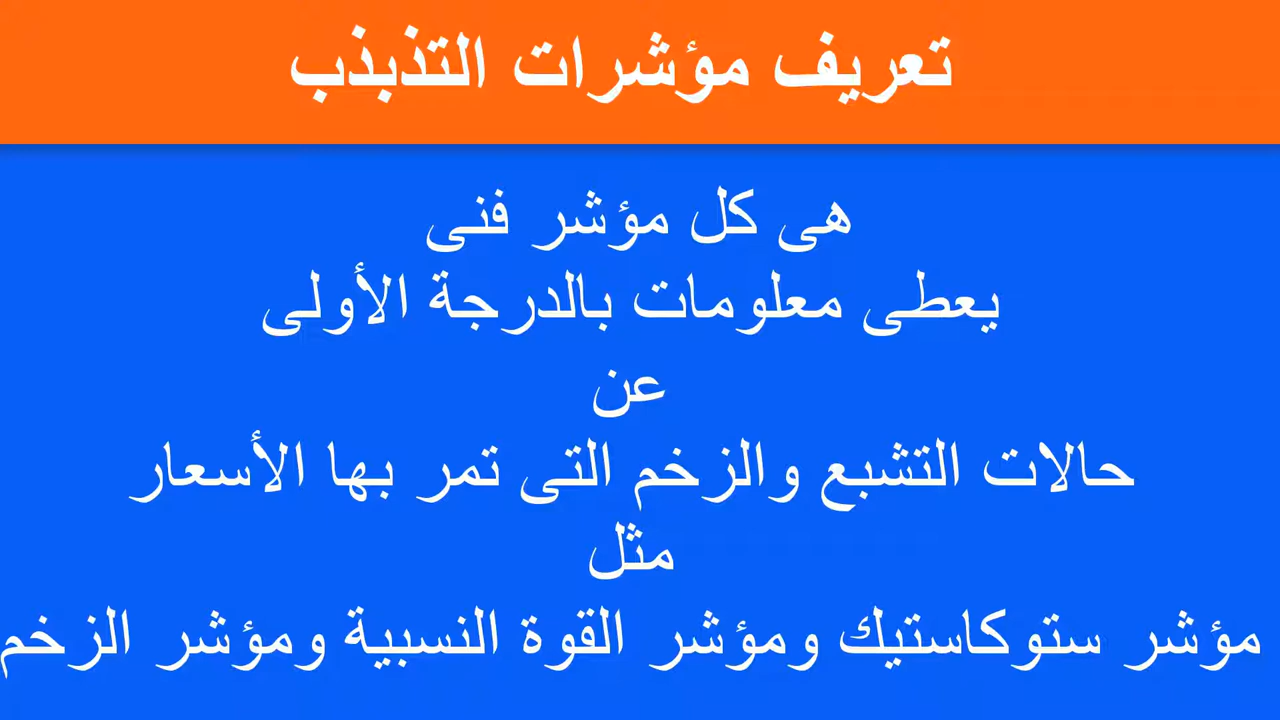 تعريف مؤشرات التذبذب
هى كل مؤشر فنى
يعطى معلومات بالدرجة الأولى
عن
حالات التشبع والزخم التى تمر بها الأسعار
مثل
مؤشر ستوكاستيك ومؤشر القوة النسبية ومؤشر الزخم